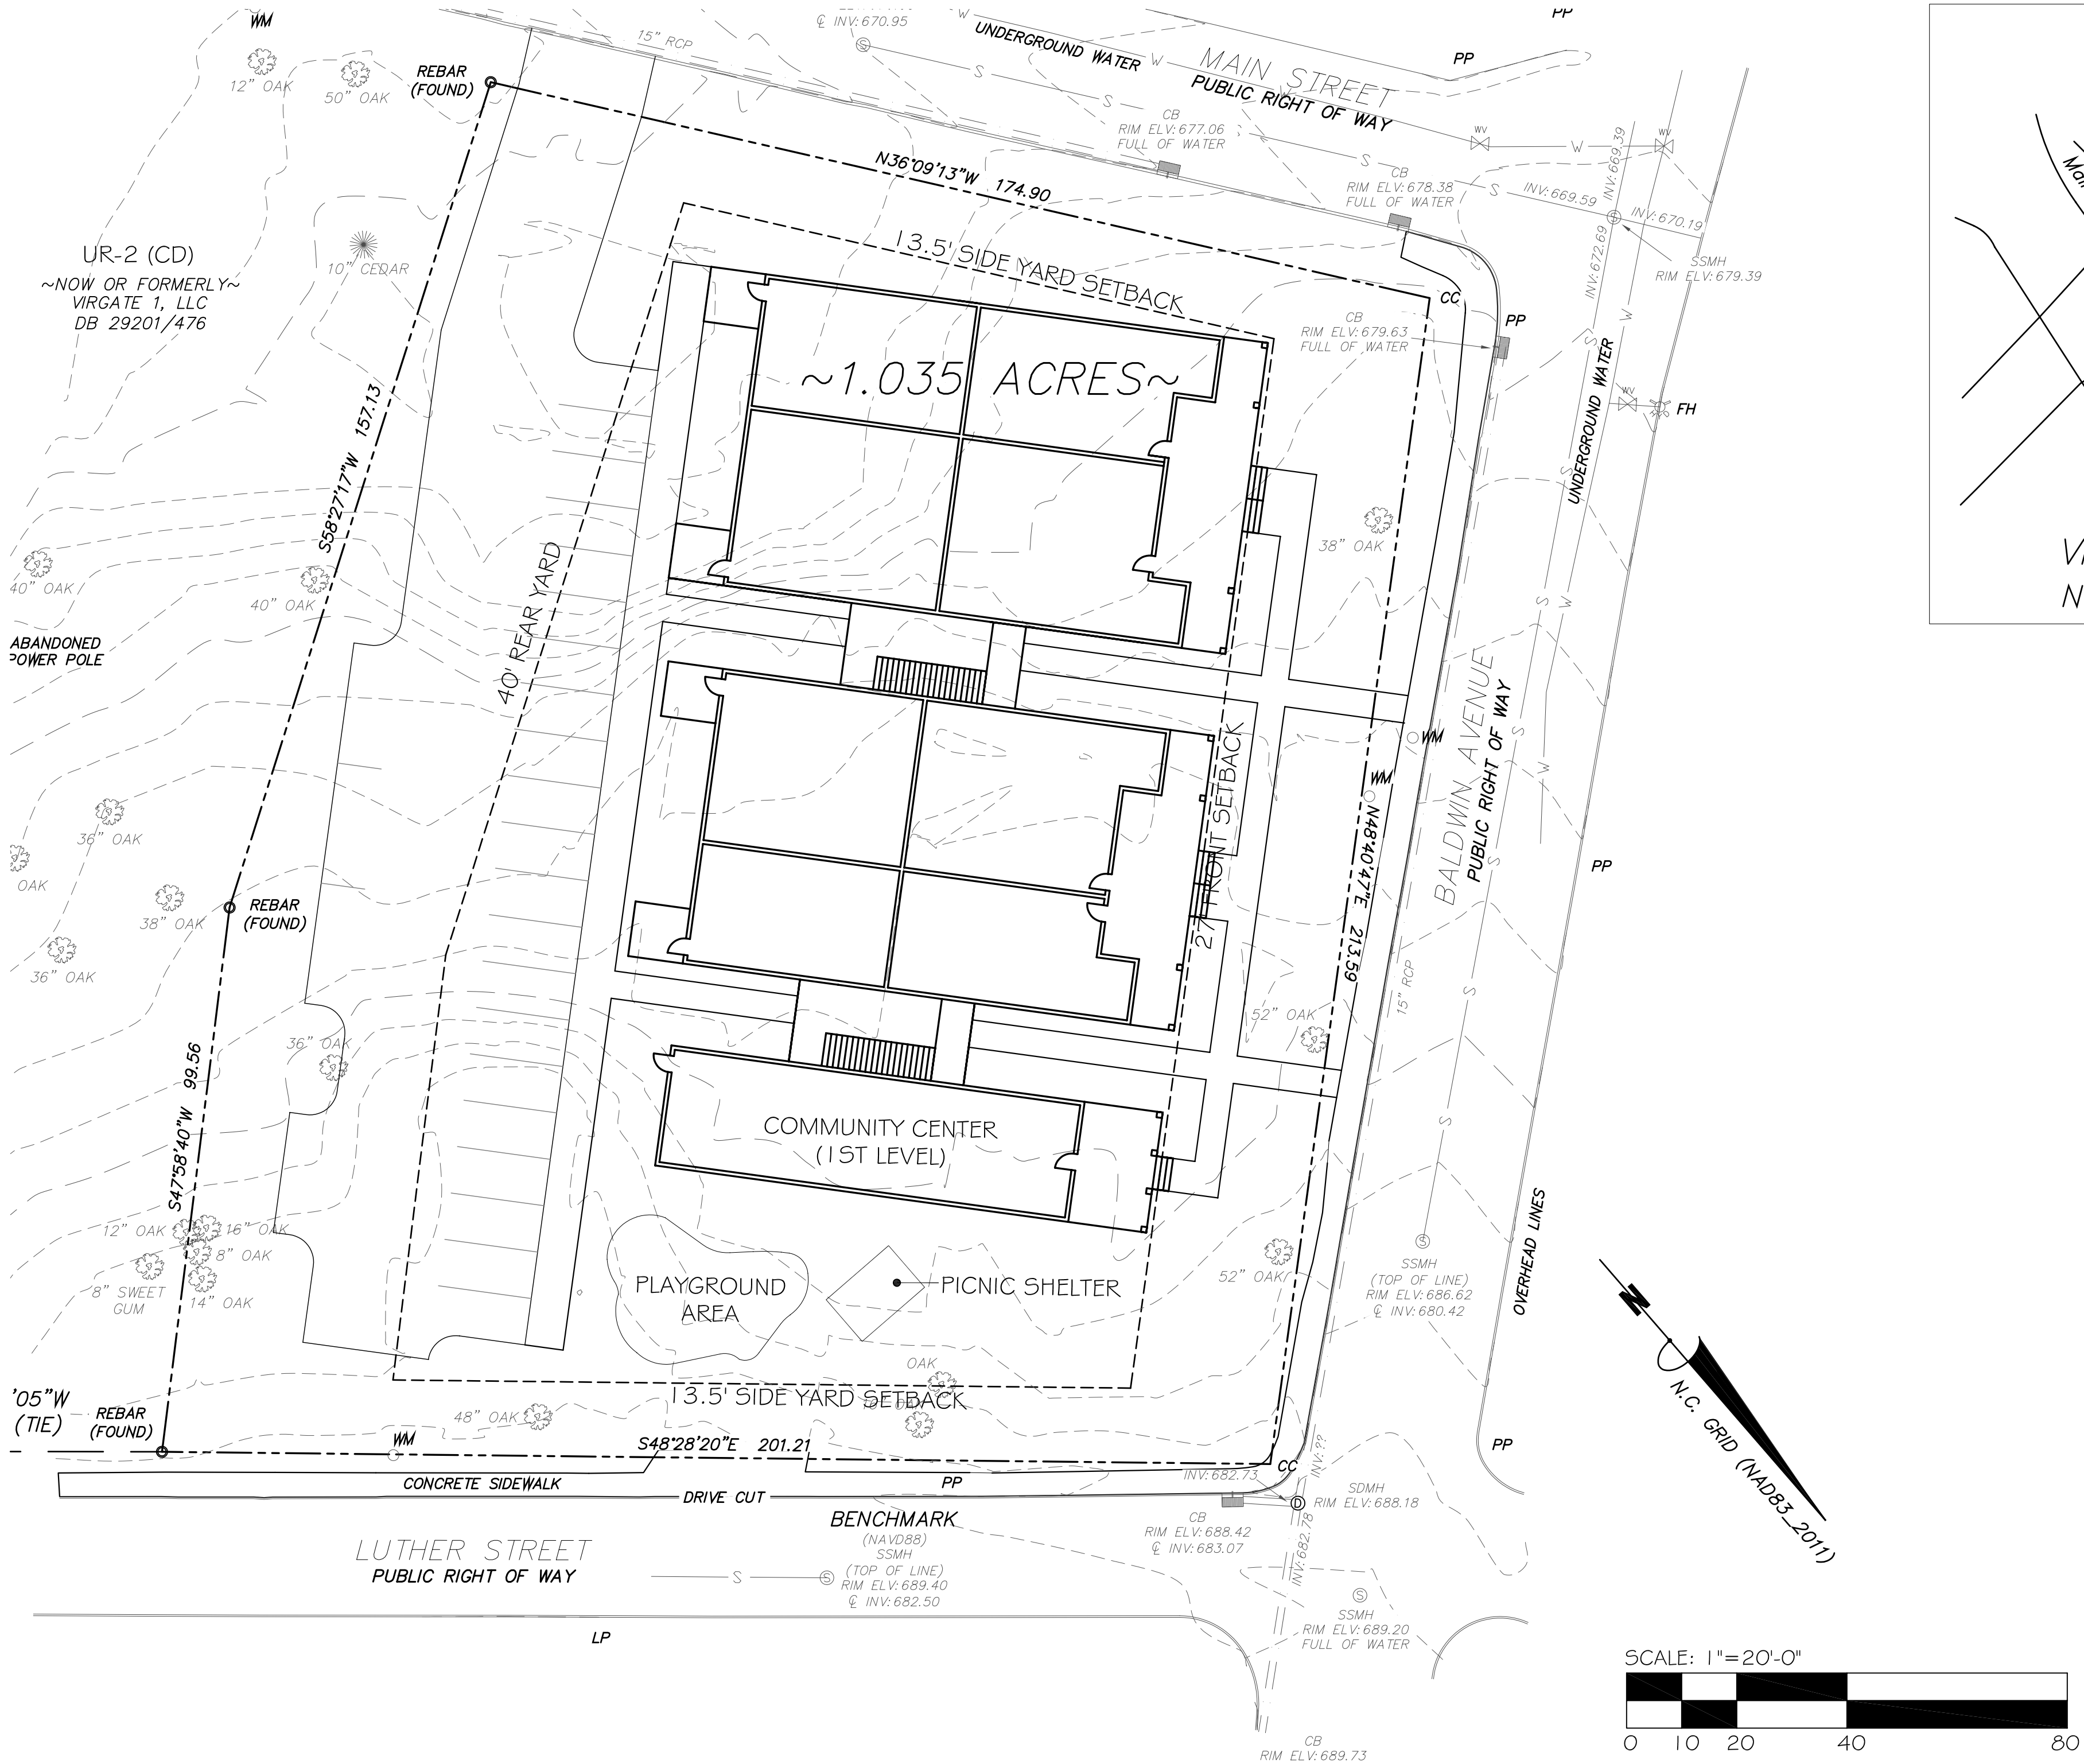 WM
12" OAK
50" OAK
REBAR
(FOUND)
15" RCP
℄ INV: 670.95
W
UNDERGROUND WATER
W
MAIN STREET
PUBLIC RIGHT OF WAY
PP
PP
S
S
S
S
S
W
WV
WV
CB
RIM ELV: 677.06
FULL OF WATER
CB
RIM ELV: 678.38
FULL OF WATER
INV: 669.59
INV: 669.39
INV: 670.19
INV: 672.69
SSMH
RIM ELV: 679.39
N36°09'13"W 174.90
13.5' SIDE YARD SETBACK
UR-2 (CD)
~NOW OR FORMERLY~
VIRGATE 1, LLC
DB 29201/476
10" CEDAR
CC
PP
CB
RIM ELV: 679.63
FULL OF WATER
~1.035 ACRES~
UNDERGROUND WATER
W
WV
FH
S58°27'17"W 157.13
38" OAK
40" OAK
40" OAK
ABANDONED
POWER POLE
40' REAR YARD
27' FRONT SETBACK
WM
WM
N48°40'47"E 213.59
BALDWIN AVENUE
PUBLIC RIGHT OF WAY
S
S
S
S
S
S
S
W
W
W
PP
36" OAK
OAK
38" OAK
36" OAK
REBAR
(FOUND)
15" RCP
52" OAK
36" OAK
S47°58'40"W 99.56
COMMUNITY CENTER
(1ST LEVEL)
12" OAK
16" OAK
8" OAK
8" SWEET
GUM
14" OAK
PLAYGROUND
AREA
PICNIC SHELTER
52" OAK
SSMH
(TOP OF LINE)
RIM ELV: 686.62
℄ INV: 680.42
OVERHEAD LINES
OAK
13.5' SIDE YARD SETBACK
48" OAK
'05"W
(TIE)
REBAR
(FOUND)
WM
S48°28'20"E 201.21
CONCRETE SIDEWALK
DRIVE CUT
PP
CC
PP
INV: 682.73
INV: ??
D
SDMH
RIM ELV: 688.18
BENCHMARK
(NAVD88)
SSMH
(TOP OF LINE)
RIM ELV: 689.40
℄ INV: 682.50
CB
RIM ELV: 688.42
℄ INV: 683.07
INV: 682.78
LUTHER STREET
PUBLIC RIGHT OF WAY
S
S
S
SSMH
RIM ELV: 689.20
FULL OF WATER
LP
CB
RIM ELV: 689.73
N
N.C. GRID (NAD83_2011)
SCALE: 1"=20'-0"
0 10 20 40 80